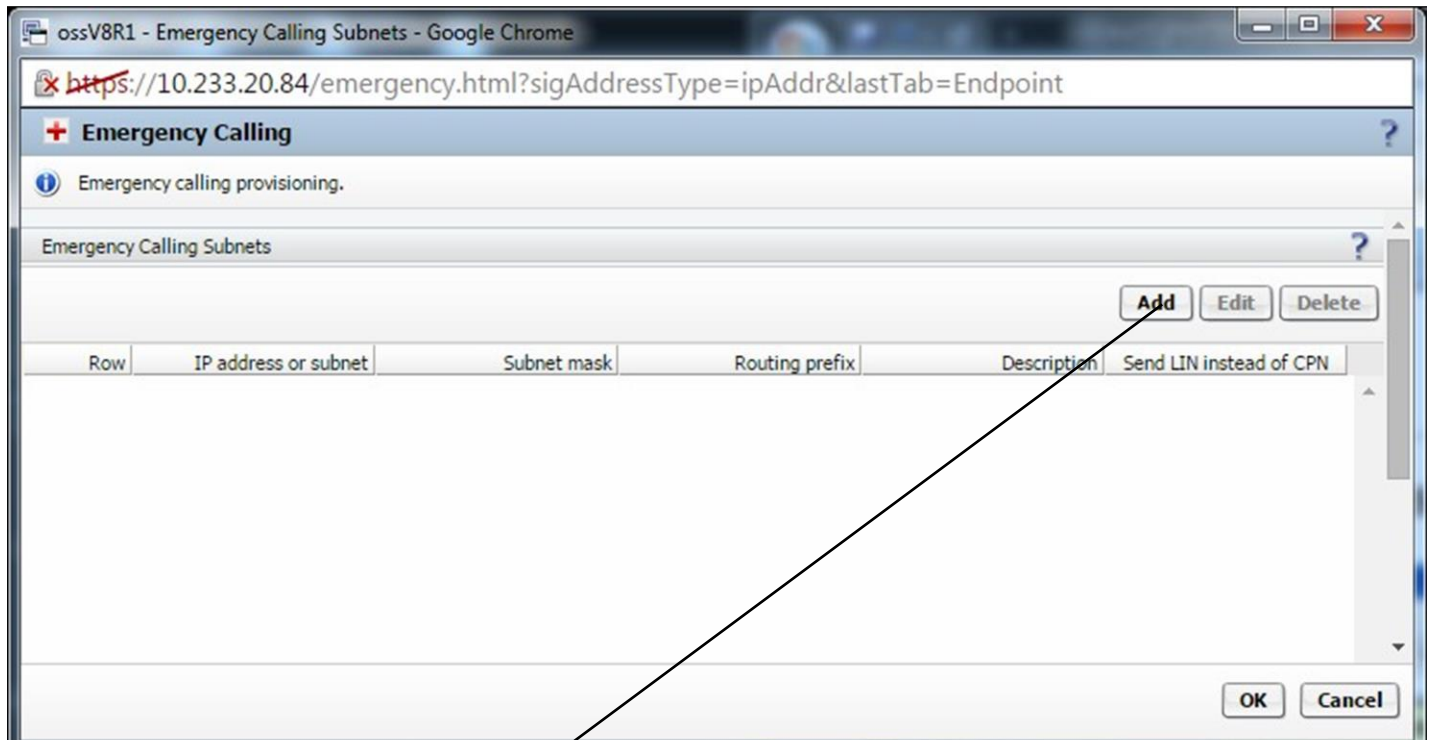 ossV8R1 - Emergency Calling Subnets - Google Chrome
https://10.233.20.84/emergency.html?sigAddressType=ipAddr&lastTab=Endpoint
Emergency Calling ?
Emergency calling provisioning.
Emergency Calling Subnets ?
Add Edit Delete
Row IP address or subnet Subnet mask Routing prefix Description Send LIN instead of CPN
OK Cancel